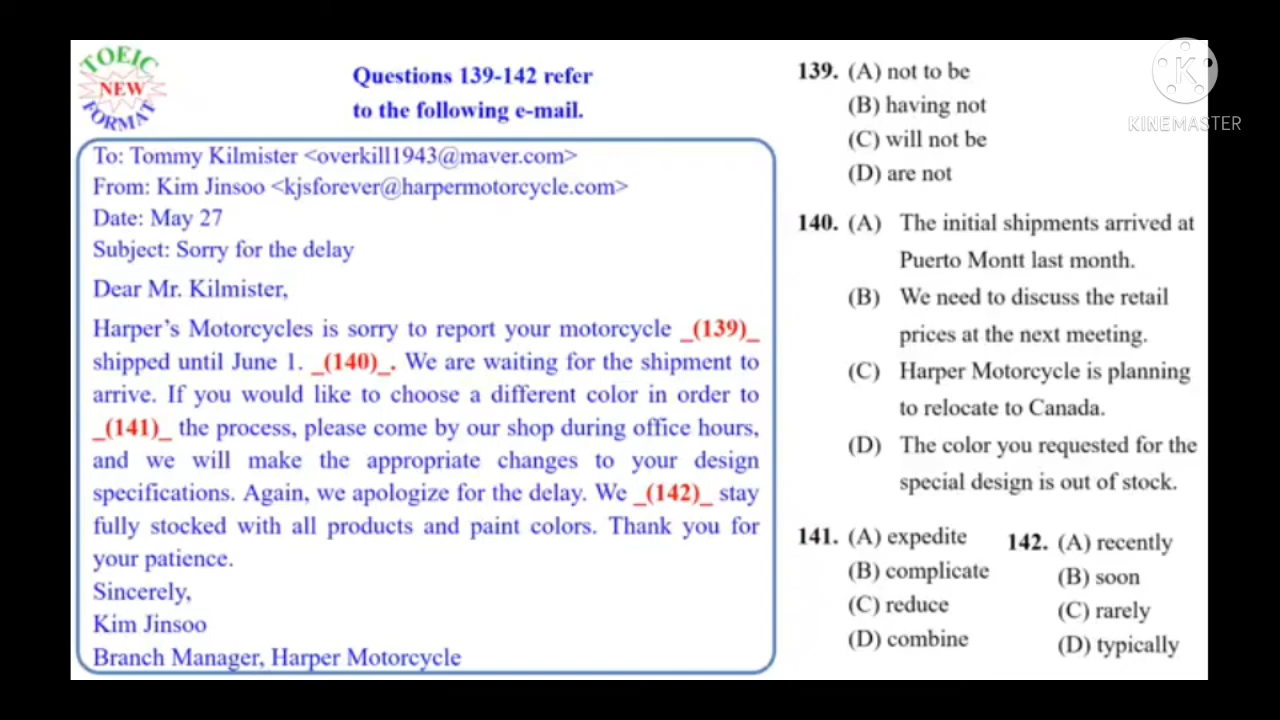 TOEIC
NEW
FORMAT
Questions 139-142 refer
to the following e-mail.
To: Tommy Kilmister <overkill1943@maver.com>
From: Kim Jinsoo <kjsforever@harpermotorcycle.com>
Date: May 27
Subject: Sorry for the delay
Dear Mr. Kilmister,
Harper's Motorcycles is sorry to report your motorcycle _(139)_
shipped until June 1. _(140)_. We are waiting for the shipment to
arrive. If you would like to choose a different color in order to
_(141)_ the process, please come by our shop during office hours,
and we will make the appropriate changes to your design
specifications. Again, we apologize for the delay. We _(142)_ stay
fully stocked with all products and paint colors. Thank you for
your patience.
Sincerely,
Kim Jinsoo
Branch Manager, Harper Motorcycle
139. (A) not to be
(B) having not
(C) will not be
(D) are not
140. (A) The initial shipments arrived at
Puerto Montt last month.
(B) We need to discuss the retail
prices at the next meeting.
(C) Harper Motorcycle is planning
to relocate to Canada.
(D) The color you requested for the
special design is out of stock.
141. (A) expedite
(B) complicate
(C) reduce
(D) combine
142. (A) recently
(B) soon
(C) rarely
(D) typically
K
KINEMASTER